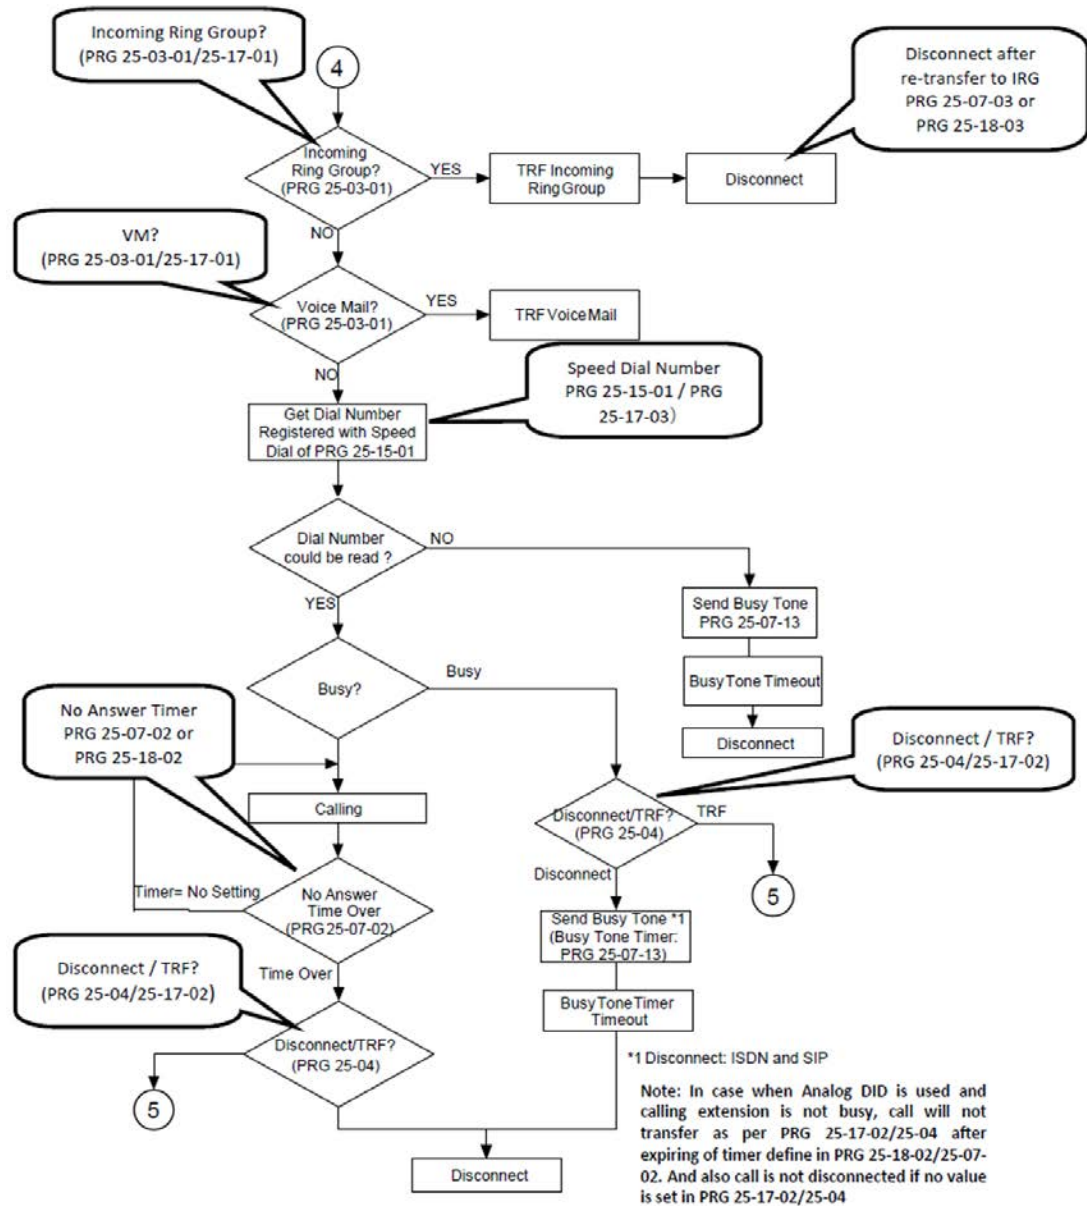 Incoming Ring Group?
(PRG 25-03-01/25-17-01)
4
Disconnect after
re-transfer to IRG
PRG 25-07-03 or
PRG 25-18-03
Incoming
Ring Group?
(PRG 25-03-01)
YES
TRF Incoming
Ring Group
Disconnect
NO
VM?
(PRG 25-03-01/25-17-01)
Voice Mail?
(PRG 25-03-01)
YES
TRF Voice Mail
NO
Speed Dial Number
PRG 25-15-01 / PRG
25-17-03)
Get Dial Number
Registered with Speed
Dial of PRG 25-15-01
Dial Number
could be read ?
NO
YES
Send Busy Tone
PRG 25-07-13
Busy Tone Timeout
Disconnect
Busy?
Busy
No Answer Timer
PRG 25-07-02 or
PRG 25-18-02
Disconnect / TRF?
(PRG 25-04/25-17-02)
Calling
Disconnect/TRF?
(PRG 25-04)
TRF
5
Disconnect
Timer= No Setting
No Answer
Time Over
(PRG 25-07-02)
Send Busy Tone *1
(Busy Tone Timer:
PRG 25-07-13)
Time Over
Disconnect / TRF?
(PRG 25-04/25-17-02)
Busy Tone Timer
Timeout
Disconnect/TRF?
(PRG 25-04)
5
*1 Disconnect: ISDN and SIP
Note: In case when Analog DID is used and
calling extension is not busy, call will not
transfer as per PRG 25-17-02/25-04 after
expiring of timer define in PRG 25-18-02/25-07-
02. And also call is not disconnected if no value
is set in PRG 25-17-02/25-04
Disconnect